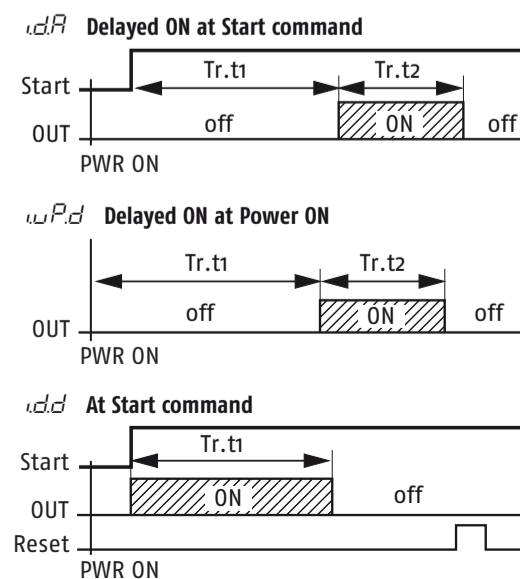 i.d.A Delayed ON at Start command
Tr.t1 Tr.t2
Start
OUT off ON off
PWR ON
i.uP.d Delayed ON at Power ON
Tr.t1 Tr.t2
OUT off ON off
PWR ON
i.d.d At Start command
Tr.t1
Start
OUT ON off
Reset
PWR ON